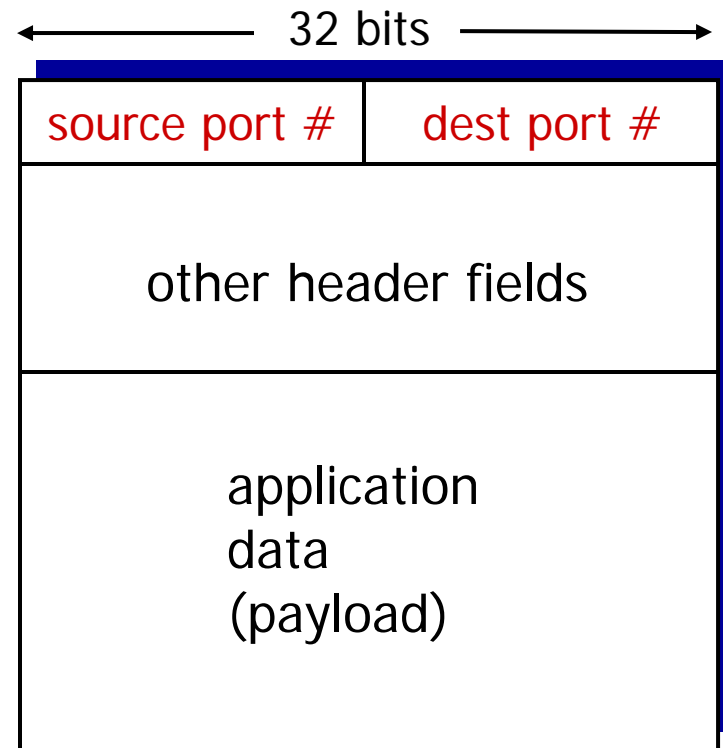 32 bits
source port #
dest port #
other header fields
application
data
(payload)